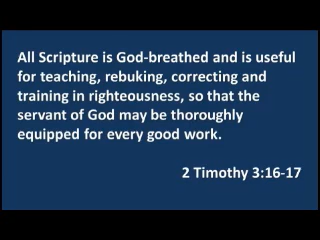 All Scripture is God-breathed and is useful
for teaching, rebuking, correcting and
training in righteousness, so that the
servant of God may be thoroughly
equipped for every good work.
2 Timothy 3:16-17